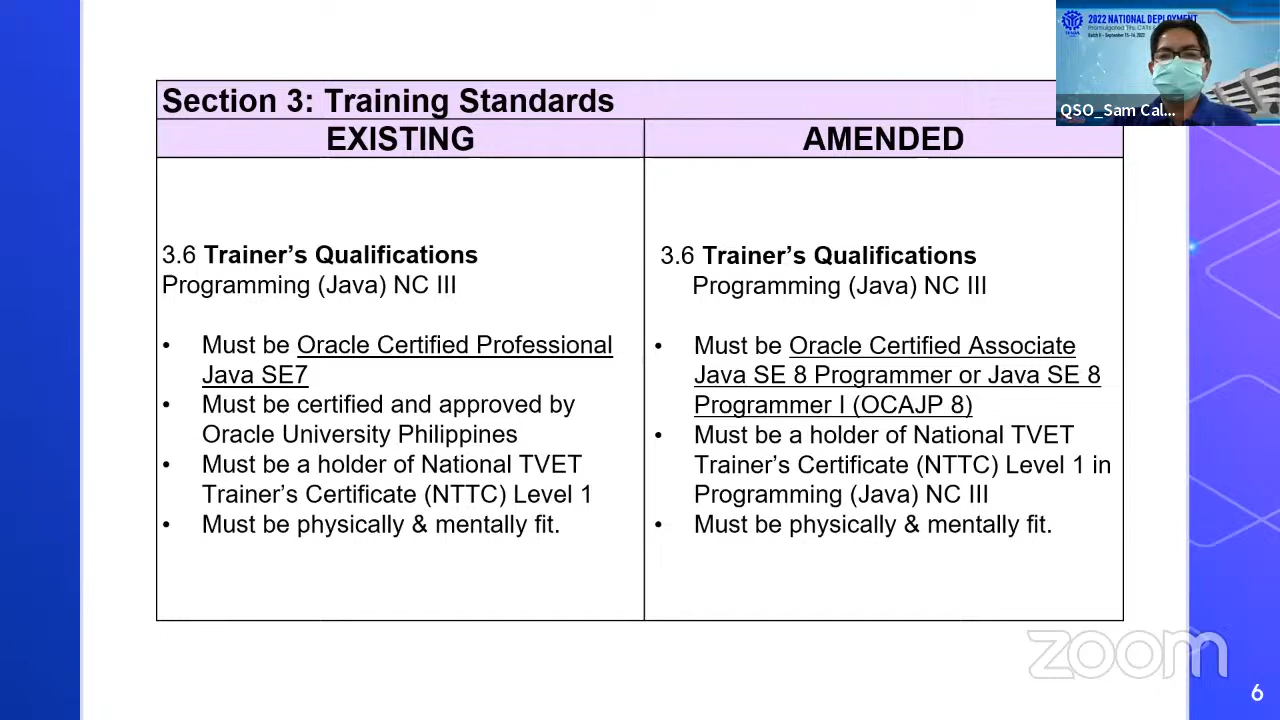 2022 NATIONAL DEPLOYMENT
QSO_Sam Cal...
Section 3: Training Standards
EXISTING
AMENDED
3.6 Trainer’s Qualifications
Programming (Java) NC III
• Must be Oracle Certified Professional
Java SE7
• Must be certified and approved by
Oracle University Philippines
• Must be a holder of National TVET
Trainer’s Certificate (NTTC) Level 1
• Must be physically & mentally fit.
3.6 Trainer’s Qualifications
Programming (Java) NC III
• Must be Oracle Certified Associate
Java SE 8 Programmer or Java SE 8
Programmer I (OCAJP 8)
• Must be a holder of National TVET
Trainer’s Certificate (NTTC) Level 1 in
Programming (Java) NC III
• Must be physically & mentally fit.
zoom
6